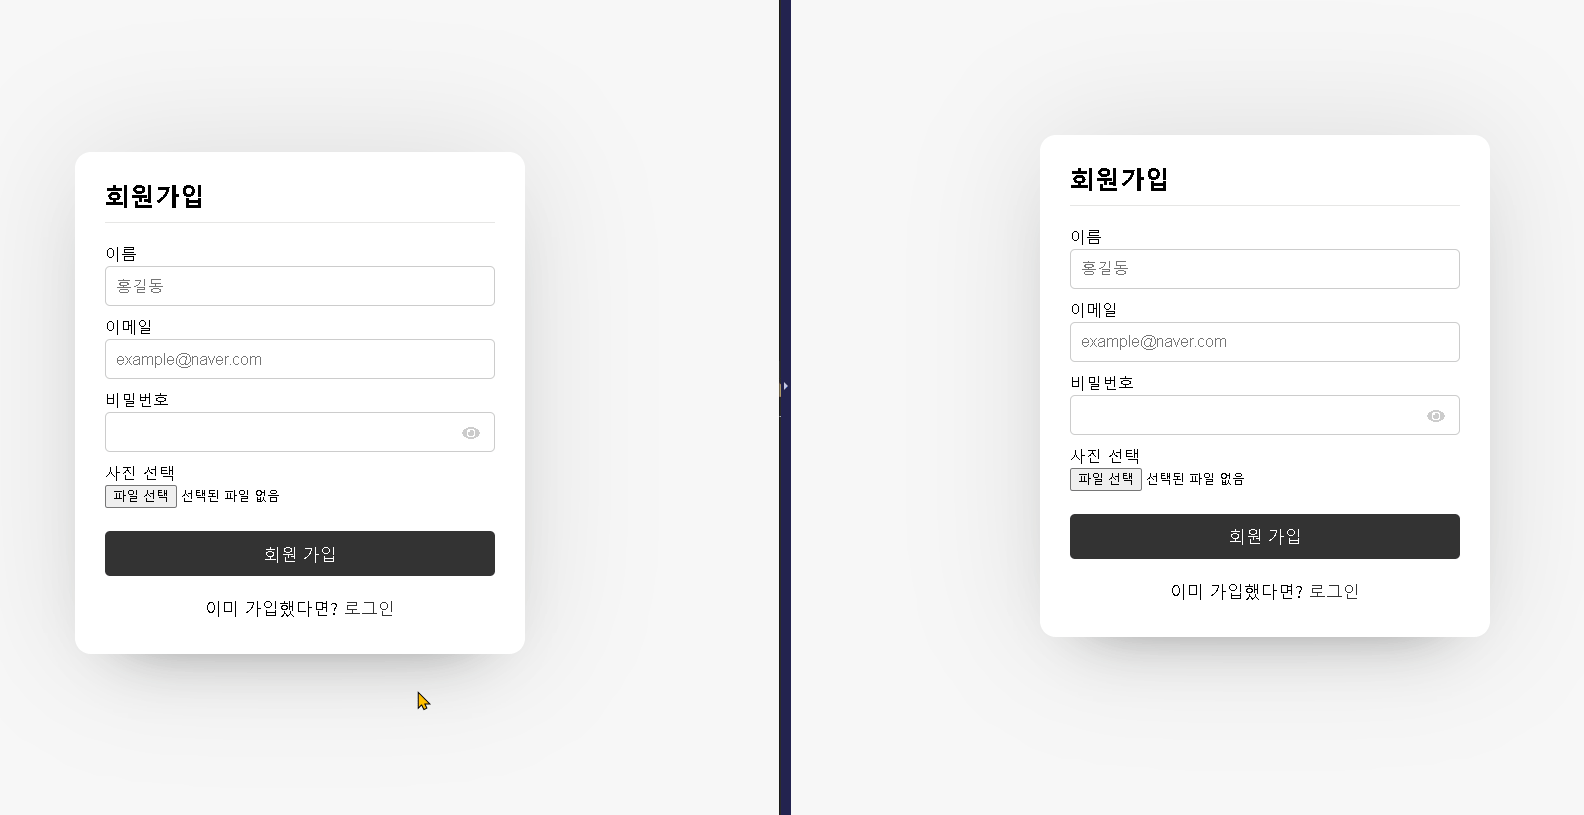 회원가입
이름
홍길동
이메일
example@naver.com
비밀번호
사진 선택
파일 선택 선택된 파일 없음
회원 가입
이미 가입했다면? 로그인
회원가입
이름
홍길동
이메일
example@naver.com
비밀번호
사진 선택
파일 선택 선택된 파일 없음
회원 가입
이미 가입했다면? 로그인